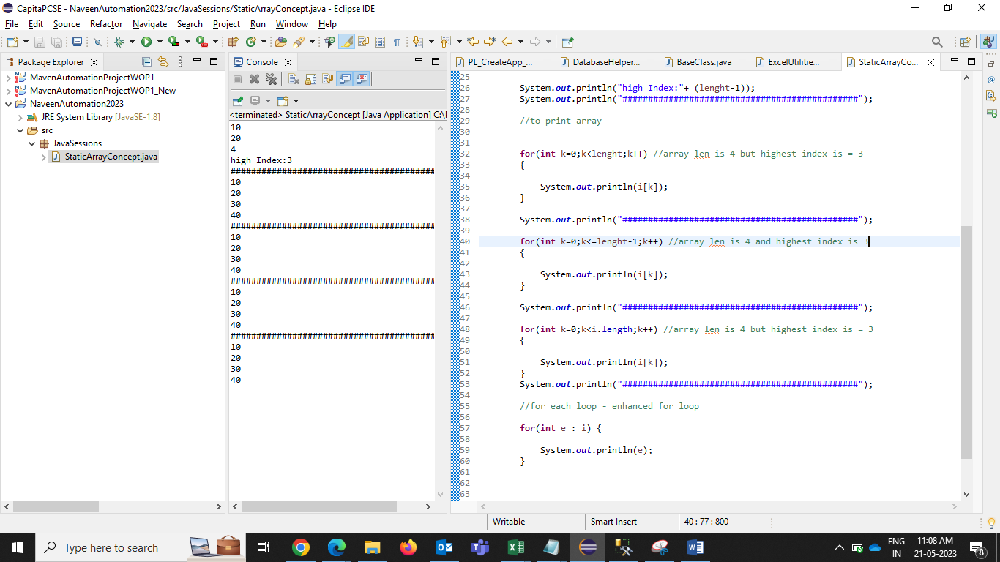 CapitaPCSE - NaveenAutomation2023/src/JavaSessions/StaticArrayConcept.java - Eclipse IDE
File Edit Source Refactor Navigate Search Project Run Window Help
Package Explorer
MavenAutomationProjectWOP1
MavenAutomationProjectWOP1_New
NaveenAutomation2023
JRE System Library [JavaSE-1.8]
src
JavaSessions
StaticArrayConcept.java
Console
<terminated> StaticArrayConcept [Java Application] C:\
10
20
4
high Index:3
##########################################
10
20
30
40
##########################################
10
20
30
40
##########################################
10
20
30
40
##########################################
10
20
30
40
PL_CreateApp_... DatabaseHelper... BaseClass.java ExcelUtilitie... StaticArrayCo...
25
26 System.out.println("high Index:"+ (lenght-1));
27 System.out.println("##############################################");
28
29 //to print array
30
31
32 for(int k=0;k<lenght;k++) //array len is 4 but highest index is = 3
33 {
34
35 System.out.println(i[k]);
36 }
37
38 System.out.println("##############################################");
39
40 for(int k=0;k<=lenght-1;k++) //array len is 4 and highest index is 3
41 {
42
43 System.out.println(i[k]);
44 }
45
46 System.out.println("##############################################");
47
48 for(int k=0;k<i.length;k++) //array len is 4 but highest index is = 3
49 {
50
51 System.out.println(i[k]);
52 }
53 System.out.println("##############################################");
54
55 //for each loop - enhanced for loop
56
57 for(int e : i) {
58
59 System.out.println(e);
60 }
61
62
63
Writable Smart Insert 40 : 77 : 800
Type here to search
ENG
IN
11:08 AM
21-05-2023
8